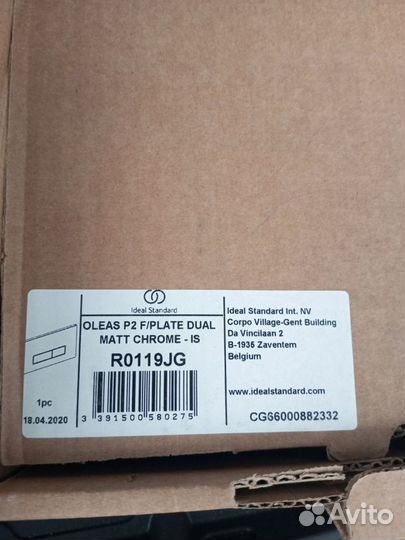 Ideal Standard
OLEAS P2 F/PLATE DUAL
MATT CHROME - IS
R0119JG
1pc
18.04.2020
3 391500 580275
Ideal Standard Int. NV
Corpo Village-Gent Building
Da Vincilaan 2
B-1935 Zaventem
Belgium
www.idealstandard.com
CGS6000882332
Avito